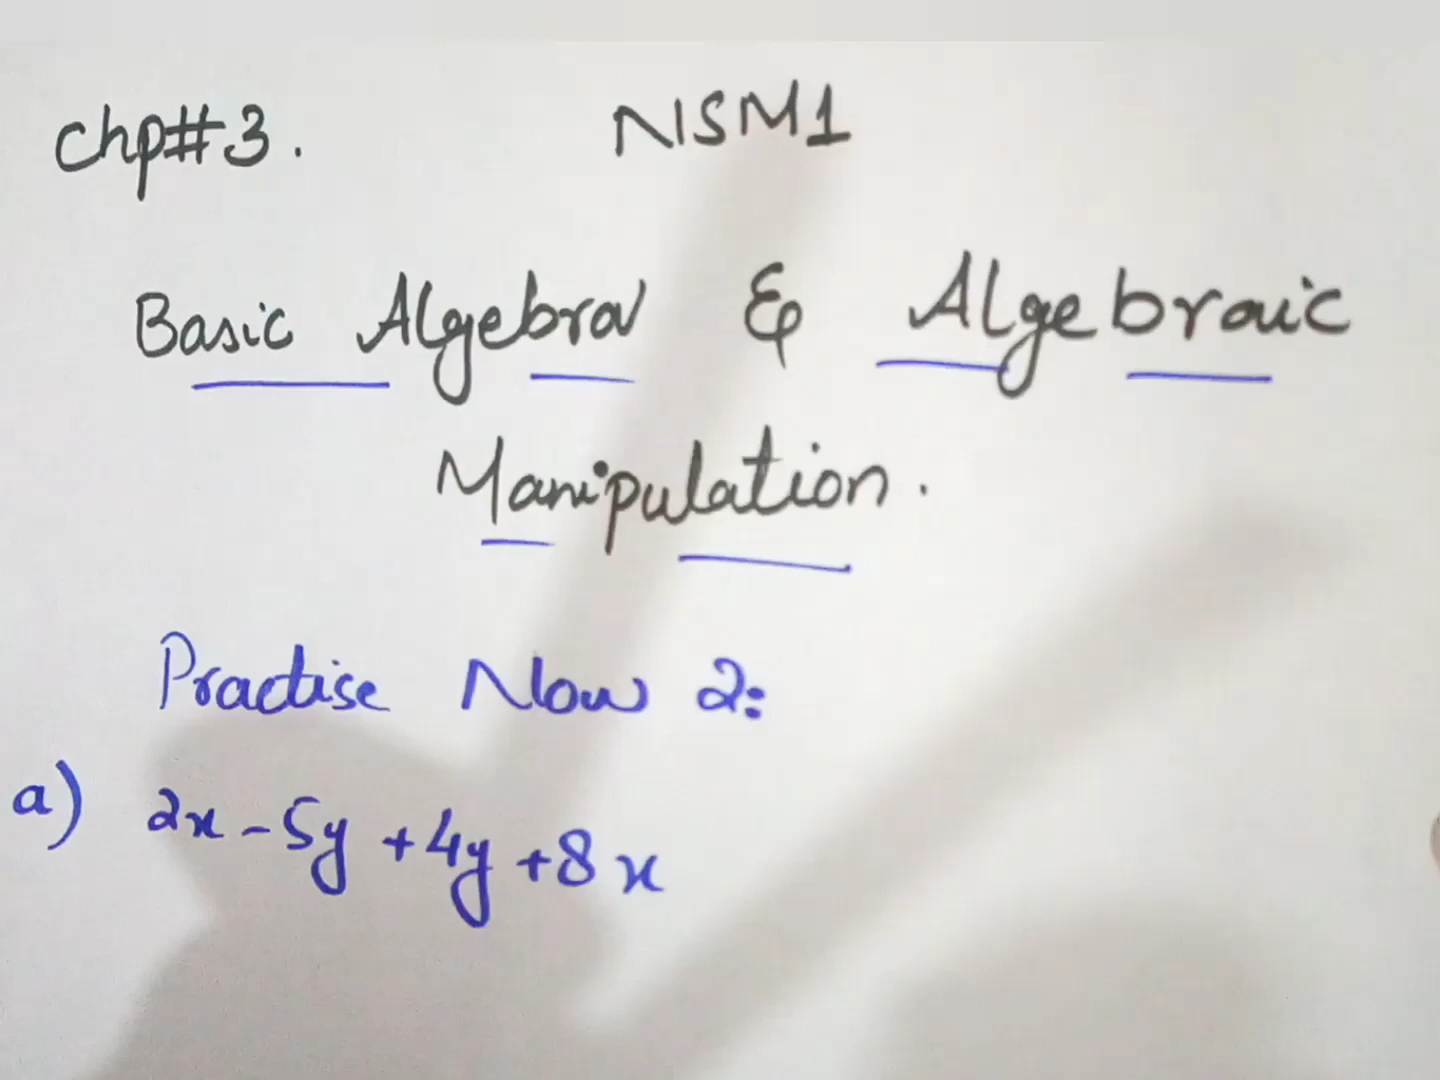 Chp#3.
NSM1
Basic Algebra & Algebraic
Manipulation.
Practise Now 2:
a) 2x - 5y + 4y + 8x